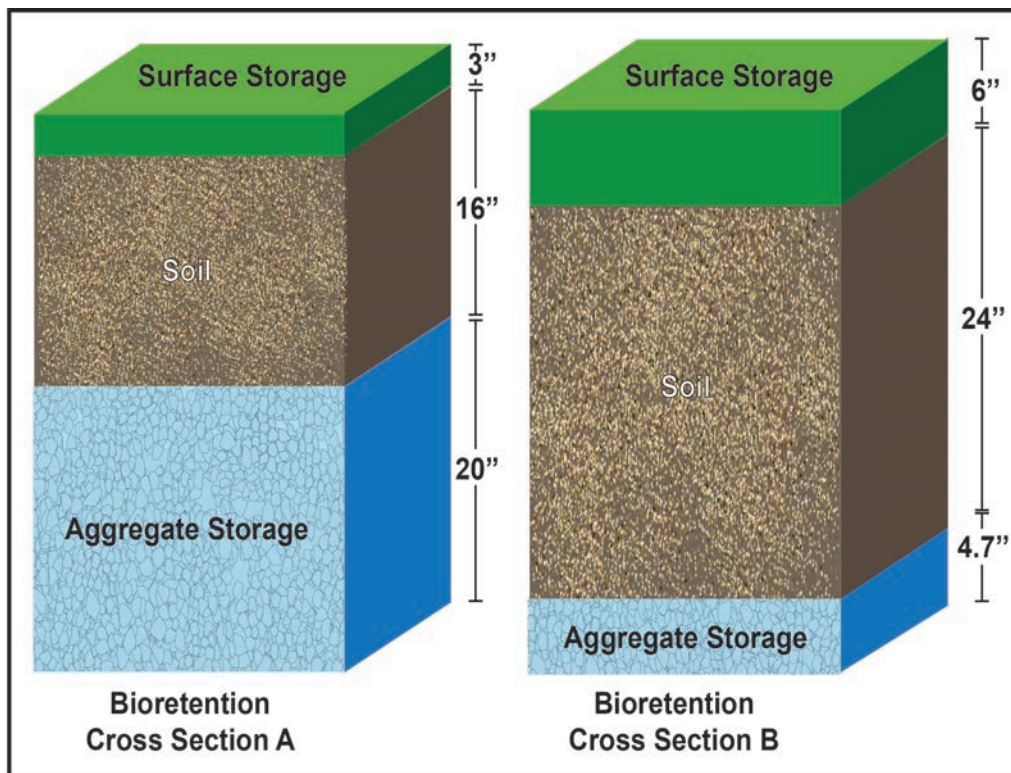 Surface Storage
3”
Soil
16”
Aggregate Storage
20”
Bioretention
Cross Section A
Surface Storage
6”
Soil
24”
Aggregate Storage
4.7”
Bioretention
Cross Section B